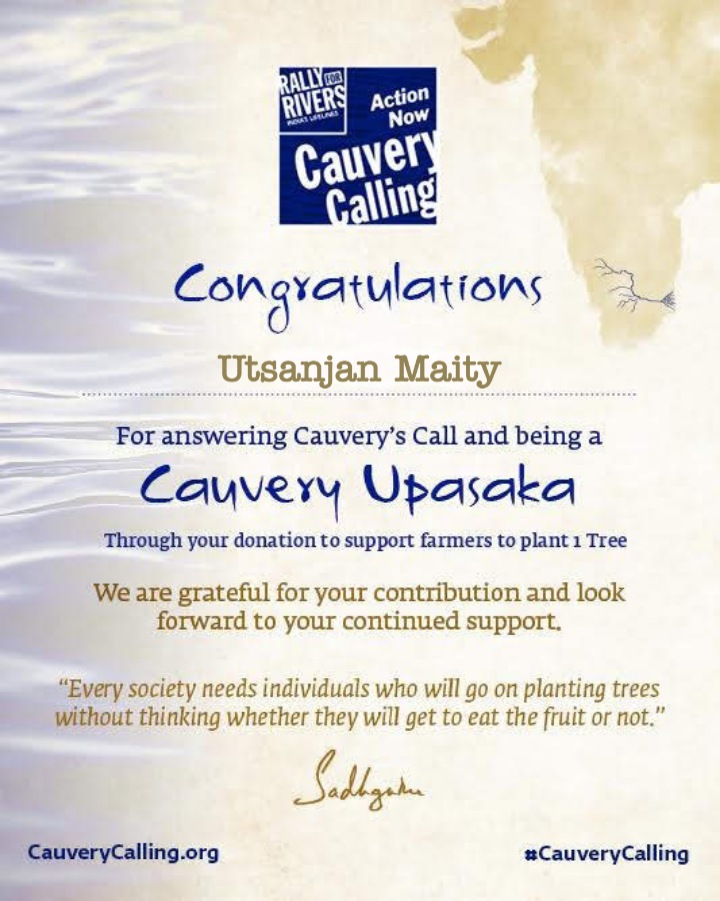 RALLY FOR
RIVERS
INDIA'S LIFELINES
Action
Now
Cauvery
Calling
Congratulations
Utsanjan Maity
For answering Cauvery's Call and being a
Cauvery Upasaka
Through your donation to support farmers to plant 1 Tree
We are grateful for your contribution and look
forward to your continued support.
“Every society needs individuals who will go on planting trees
without thinking whether they will get to eat the fruit or not.”
Sadhguru
CauveryCalling.org
#CauveryCalling